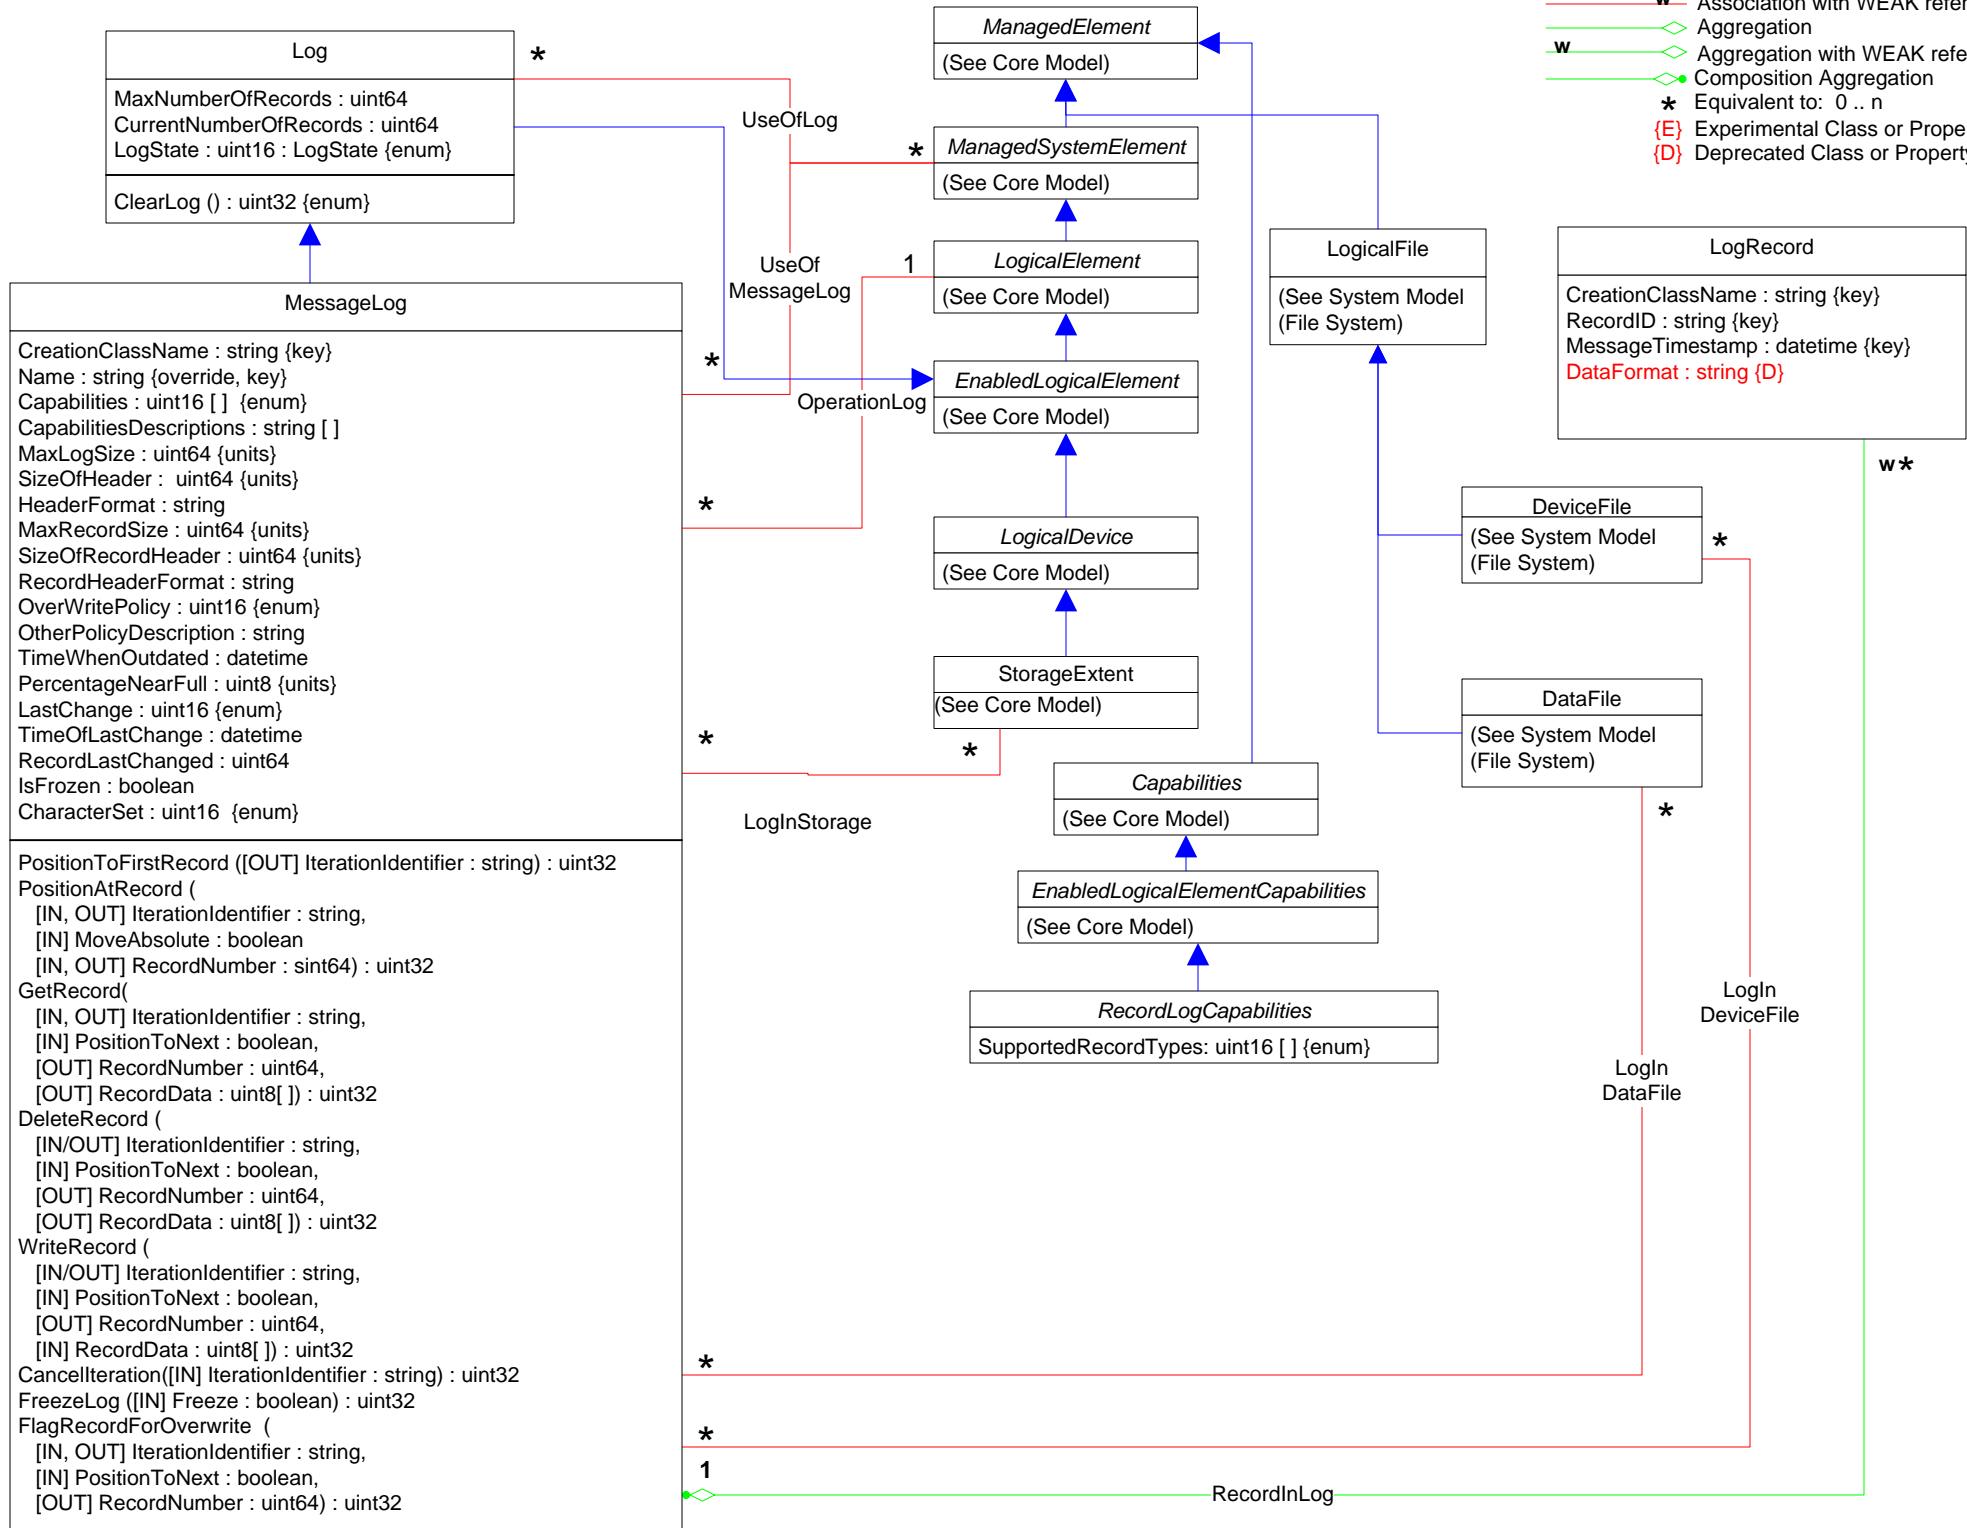 Log
MaxNumberOfRecords : uint64
CurrentNumberOfRecords : uint64
LogState : uint16 : LogState {enum}
ClearLog () : uint32 {enum}
*
UseOfLog
*
ManagedElement
(See Core Model)
ManagedSystemElement
(See Core Model)
1
LogicalElement
(See Core Model)
UseOf
MessageLog
*
EnabledLogicalElement
(See Core Model)
OperationLog
*
LogicalDevice
(See Core Model)
StorageExtent
(See Core Model)
*
*
LogInStorage
Association with WEAK
Aggregation
w
Aggregation with WEAK
Composition Aggregation
* Equivalent to: 0 .. n
{E} Experimental Class or
{D} Deprecated Class or Property
LogicalFile
(See System Model
(File System)
LogRecord
CreationClassName : string {key}
RecordID : string {key}
MessageTimestamp : datetime {key}
DataFormat : string {D}
w*
DeviceFile
(See System Model
(File System)
*
DataFile
(See System Model
(File System)
*
Capabilities
(See Core Model)
EnabledLogicalElementCapabilities
(See Core Model)
RecordLogCapabilities
SupportedRecordTypes: uint16 [ ] {enum}
LogIn
DeviceFile
LogIn
DataFile
MessageLog
CreationClassName : string {key}
Name : string {override, key}
Capabilities : uint16 [ ] {enum}
CapabilitiesDescriptions : string [ ]
MaxLogSize : uint64 {units}
SizeOfHeader : uint64 {units}
HeaderFormat : string
MaxRecordSize : uint64 {units}
SizeOfRecordHeader : uint64 {units}
RecordHeaderFormat : string
OverWritePolicy : uint16 {enum}
OtherPolicyDescription : string
TimeWhenOutdated : datetime
PercentageNearFull : uint8 {units}
LastChange : uint16 {enum}
TimeOfLastChange : datetime
RecordLastChanged : uint64
IsFrozen : boolean
CharacterSet : uint16 {enum}
PositionToFirstRecord ([OUT] IterationIdentifier : string) : uint32
PositionAtRecord (
[IN, OUT] IterationIdentifier : string,
[IN] MoveAbsolute : boolean
[IN, OUT] RecordNumber : sint64) : uint32
GetRecord(
[IN, OUT] IterationIdentifier : string,
[IN] PositionToNext : boolean,
[OUT] RecordNumber : uint64,
[OUT] RecordData : uint8[ ]) : uint32
DeleteRecord (
[IN/OUT] IterationIdentifier : string,
[IN] PositionToNext : boolean,
[OUT] RecordNumber : uint64,
[OUT] RecordData : uint8[ ]) : uint32
WriteRecord (
[IN/OUT] IterationIdentifier : string,
[IN] PositionToNext : boolean,
[OUT] RecordNumber : uint64,
[IN] RecordData : uint8[ ]) : uint32
CancelIteration([IN] IterationIdentifier : string) : uint32
FreezeLog ([IN] Freeze : boolean) : uint32
FlagRecordForOverwrite (
[IN, OUT] IterationIdentifier : string,
[IN] PositionToNext : boolean,
[OUT] RecordNumber : uint64) : uint32
*
*
1
RecordInLog